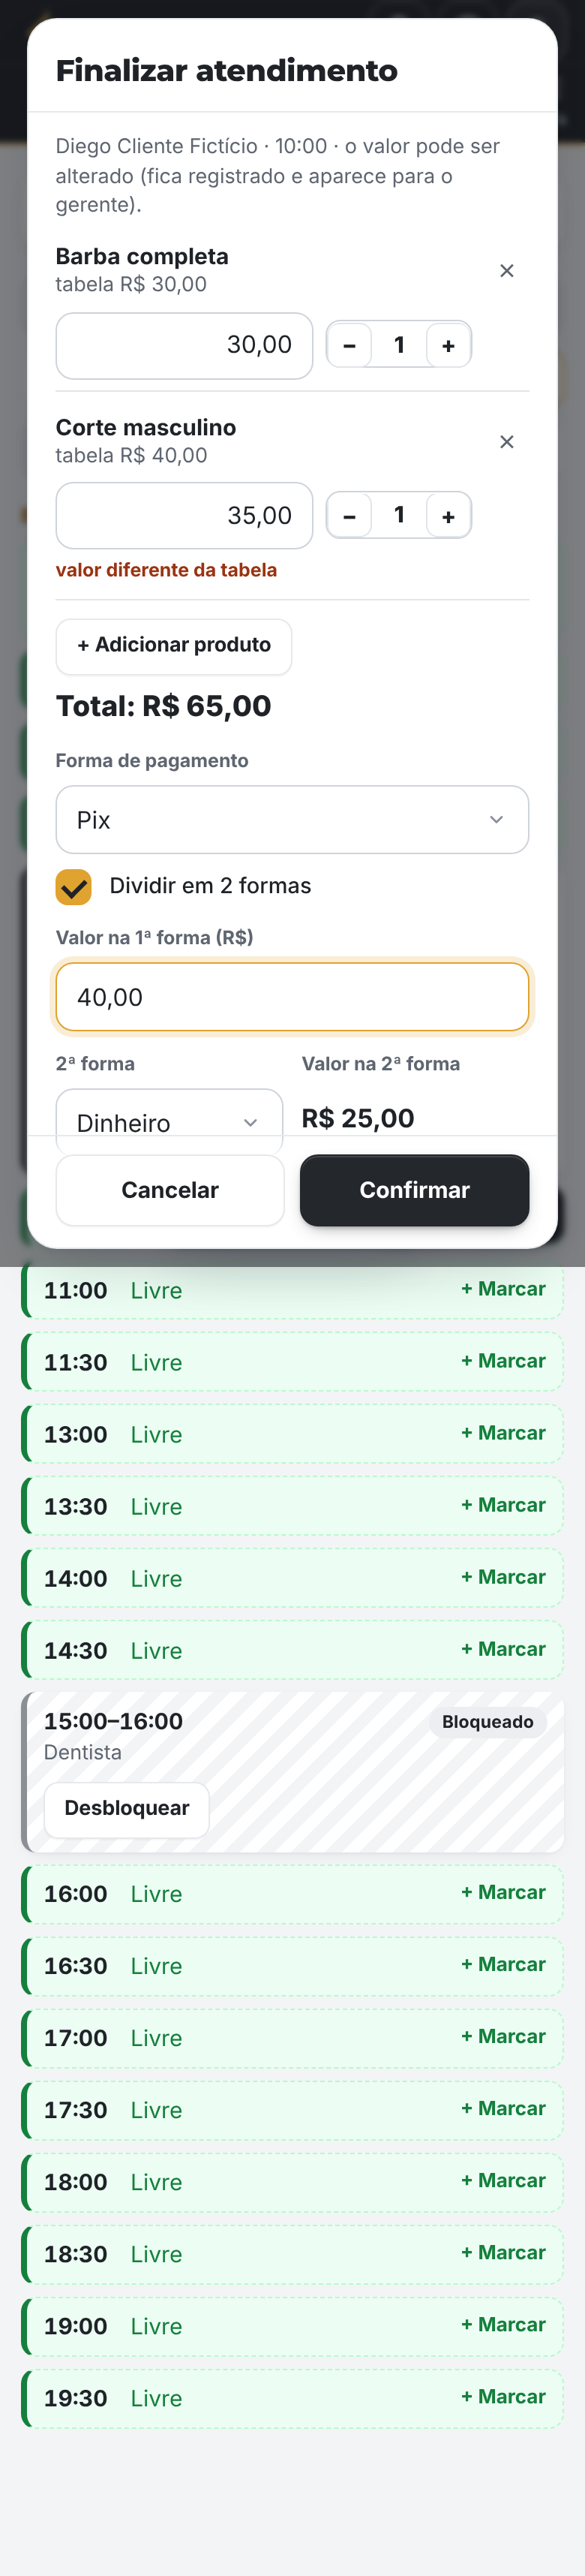 Finalizar atendimento
Diego Cliente Fictício · 10:00 · o valor pode ser
alterado (fica registrado e aparece para o
gerente).
Barba completa
tabela R$ 30,00
×
30,00
− 1 +
Corte masculino
tabela R$ 40,00
×
35,00
− 1 +
valor diferente da tabela
+ Adicionar produto
Total: R$ 65,00
Forma de pagamento
Pix
Dividir em 2 formas
Valor na 1ª forma (R$)
40,00
2ª forma Valor na 2ª forma
Dinheiro R$ 25,00
Cancelar Confirmar
11:00 Livre + Marcar
11:30 Livre + Marcar
13:00 Livre + Marcar
13:30 Livre + Marcar
14:00 Livre + Marcar
14:30 Livre + Marcar
15:00–16:00 Bloqueado
Dentista
Desbloquear
16:00 Livre + Marcar
16:30 Livre + Marcar
17:00 Livre + Marcar
17:30 Livre + Marcar
18:00 Livre + Marcar
18:30 Livre + Marcar
19:00 Livre + Marcar
19:30 Livre + Marcar